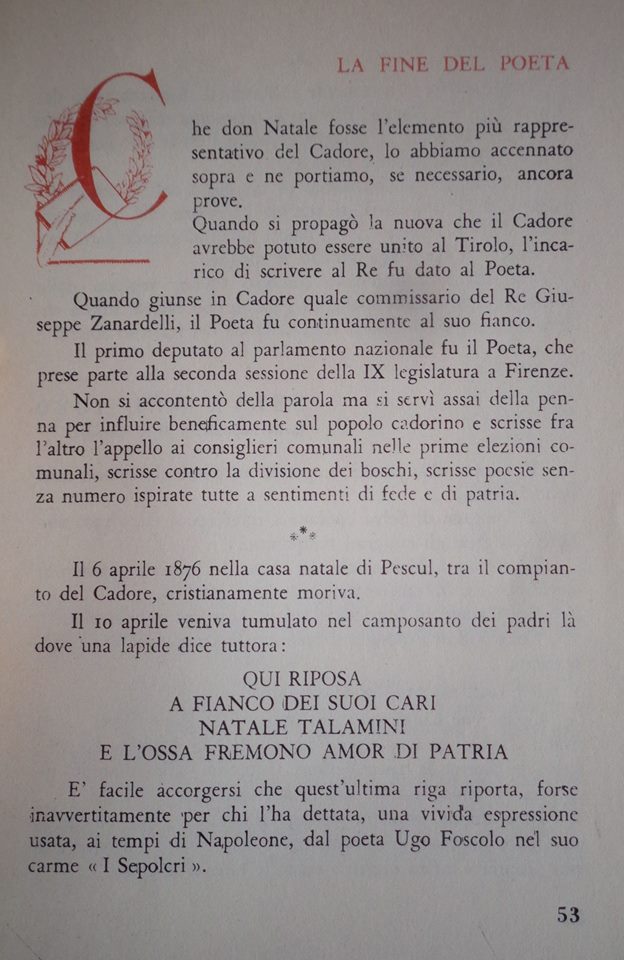 LA FINE DEL POETA
Che don Natale fosse l'elemento più rappre-
sentativo del Cadore, lo abbiamo accennato
sopra e ne portiamo, se necessario, ancora
prove.
Quando si propagò la nuova che il Cadore
avrebbe potuto essere unito al Tirolo, l'inca-
rico di scrivere al Re fu dato al Poeta.
Quando giunse in Cadore quale commissario del Re Giu-
seppe Zanardelli, il Poeta fu continuamente al suo fianco.
Il primo deputato al parlamento nazionale fu il Poeta, che
prese parte alla seconda sessione della IX legislatura a Firenze.
Non si accontentò della parola ma si servì assai della pen-
na per influire beneficamente sul popolo cadorino e scrisse fra
l'altro l'appello ai consiglieri comunali nelle prime elezioni co-
munali, scrisse contro la divisione dei boschi, scrisse poesie sen-
za numero ispirate tutte a sentimenti di fede e di patria.
***
Il 6 aprile 1876 nella casa natale di Pescul, tra il compian-
to del Cadore, cristianamente moriva.
Il 10 aprile veniva tumulato nel camposanto dei padri là
dove una lapide dice tuttora :
QUI RIPOSA
A FIANCO DEI SUOI CARI
NATALE TALAMINI
E L'OSSA FREMONO AMOR DI PATRIA
E' facile accorgersi che quest'ultima riga riporta, forse
inavvertitamente per chi l'ha dettata, una vivida espressione
usata, ai tempi di Napoleone, dal poeta Ugo Foscolo nel suo
carme « I Sepolcri ».
53